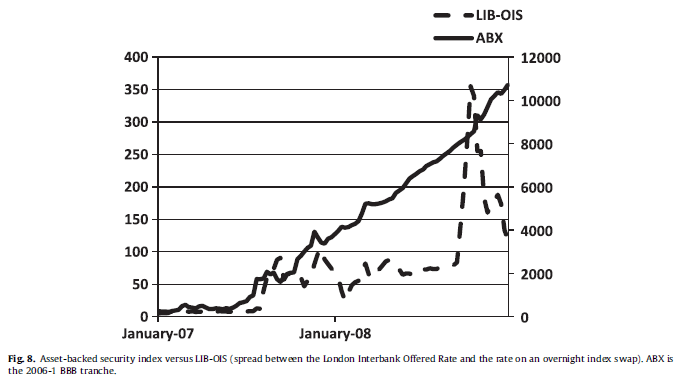 LIB-OIS
ABX
400 12000
350 10000
300
250 8000
200 6000
150 4000
100
50 2000
0 0
January-07 January-08
Fig. 8. Asset-backed security index versus LIB-OIS (spread between the London Interbank Offered Rate and the rate on an overnight index swap). ABX is
the 2006-1 BBB tranche.